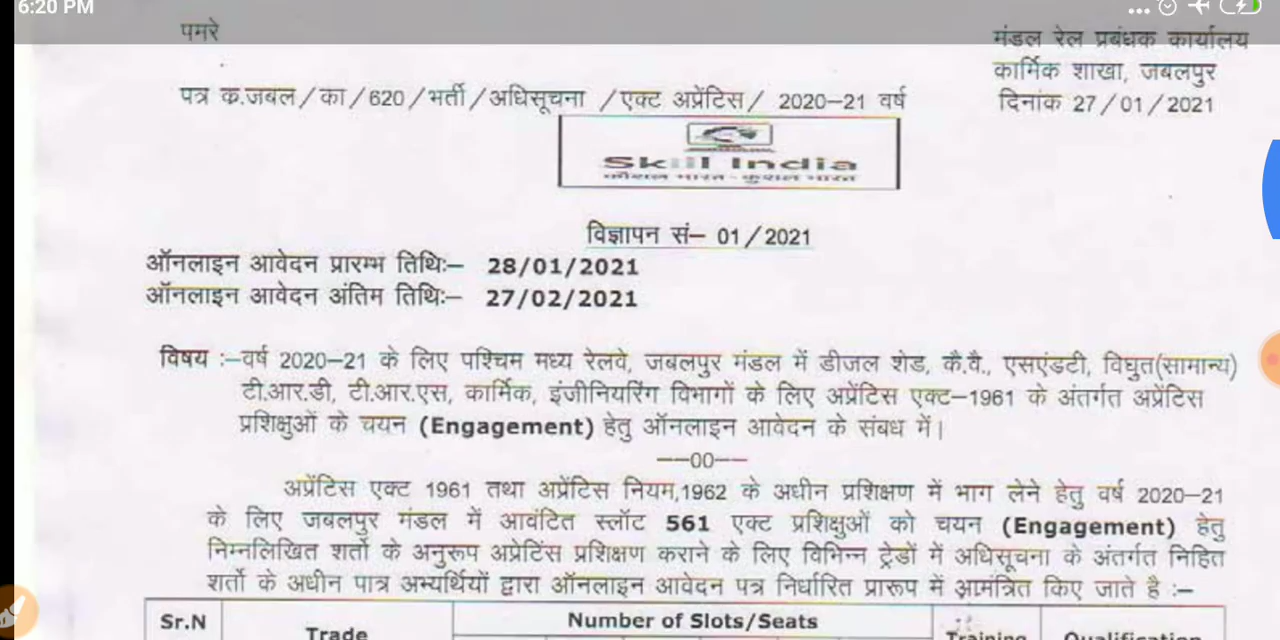 6:20 PM
पमरे
मंडल रेल प्रबंधक कार्यालय
कार्मिक शाखा, जबलपुर
पत्र क.जबल/का/620/भर्ती/अधिसूचना /एक्ट अप्रेंटिस/ 2020–21 वर्ष
दिनांक 27/01/2021
Skill India
कौशल भारत - कुशल भारत
विज्ञापन सं– 01/2021
ऑनलाइन आवेदन प्रारम्भ तिथिः– 28/01/2021
ऑनलाइन आवेदन अंतिम तिथिः– 27/02/2021
विषय :–वर्ष 2020–21 के लिए पश्चिम मध्य रेलवे, जबलपुर मंडल में डीजल शेड, कै.वै., एसएंडटी, विघुत(सामान्य)
टी.आर.डी, टी.आर.एस, कार्मिक, इंजीनियरिंग विभागों के लिए अप्रेंटिस एक्ट–1961 के अंतर्गत अप्रेंटिस
प्रशिक्षुओं के चयन (Engagement) हेतु ऑनलाइन आवेदन के संबध में।
––00––
अप्रेंटिस एक्ट 1961 तथा अप्रेंटिस नियम,1962 के अधीन प्रशिक्षण में भाग लेने हेतु वर्ष 2020–21
के लिए जबलपुर मंडल में आवंटित स्लॉट 561 एक्ट प्रशिक्षुओं को चयन (Engagement) हेतु
निम्नलिखित शर्तो के अनुरूप अप्रेटिंस प्रशिक्षण कराने के लिए विभिन्न ट्रेडों में अधिसूचना के अंतर्गत निहित
शर्तो के अधीन पात्र अभ्यर्थियों द्वारा ऑनलाइन आवेदन पत्र निर्धारित प्रारूप में आमंत्रित किए जाते है :–
Sr.N
Trade
Number of Slots/Seats
Training
Qualification